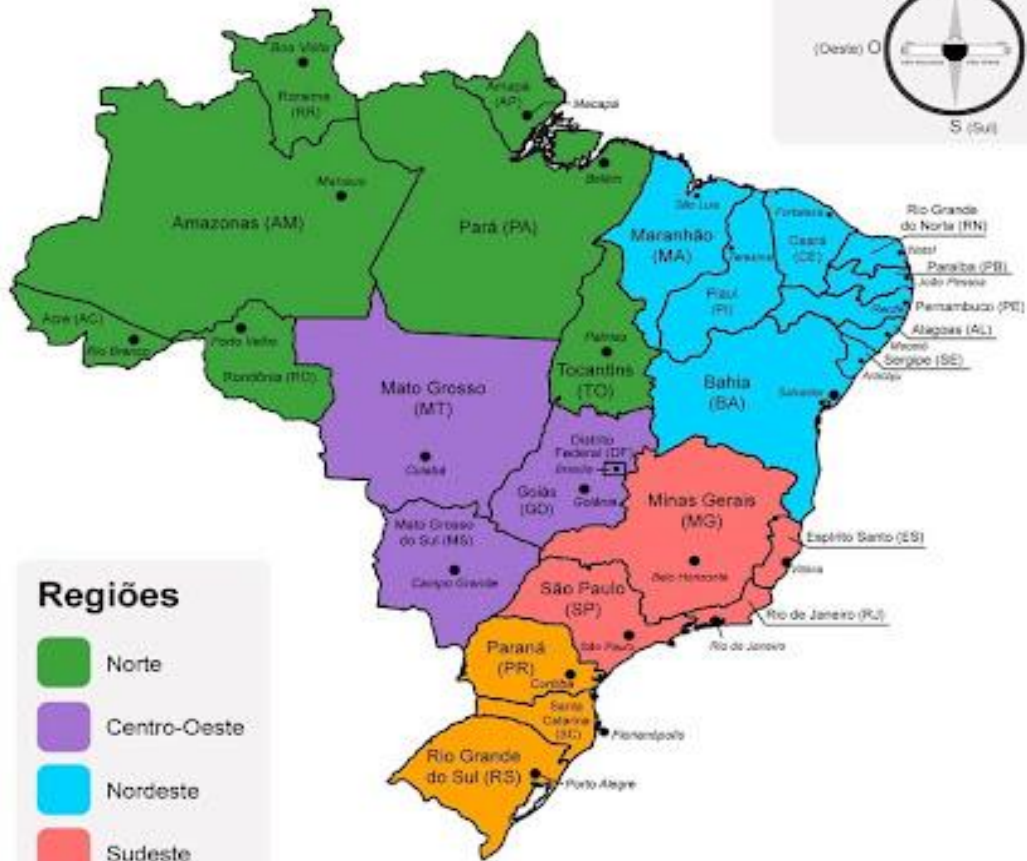 (Oeste) O
S (Sul)
Boa Vista
Roraima
(RR)
Amapá
(AP)
Macapá
Manaus
Belém
Amazonas (AM)
Pará (PA)
São Luís
Maranhão
(MA)
Teresina
Fortaleza
Ceará
(CE)
Rio Grande
do Norta (RN)
Natal
Paraíba (PB)
João Pessoa
Piauí
(PI)
Recife
Pernambuco (PE)
Alagoas (AL)
Maceió
Sergipe (SE)
Aracaju
Acre (AC)
Rio Branco
Porto Velho
Rondônia (RO)
Palmas
Tocantins
(TO)
Mato Grosso
(MT)
Cuiabá
Bahia
(BA)
Salvador
Distrito
Federal (DF)
Brasília
Goiás
(GO)
Goiânia
Minas Gerais
(MG)
Belo Horizonte
Espírito Santo (ES)
Vitória
Mato Grosso
do Sul (MS)
Campo Grande
São Paulo
(SP)
São Paulo
Rio de Janeiro (RJ)
Rio de Janeiro
Paraná
(PR)
Curitiba
Santa
Catarina
(SC)
Florianópolis
Rio Grande
do Sul (RS)
Porto Alegre
Regiões
Norte
Centro-Oeste
Nordeste
Sudeste